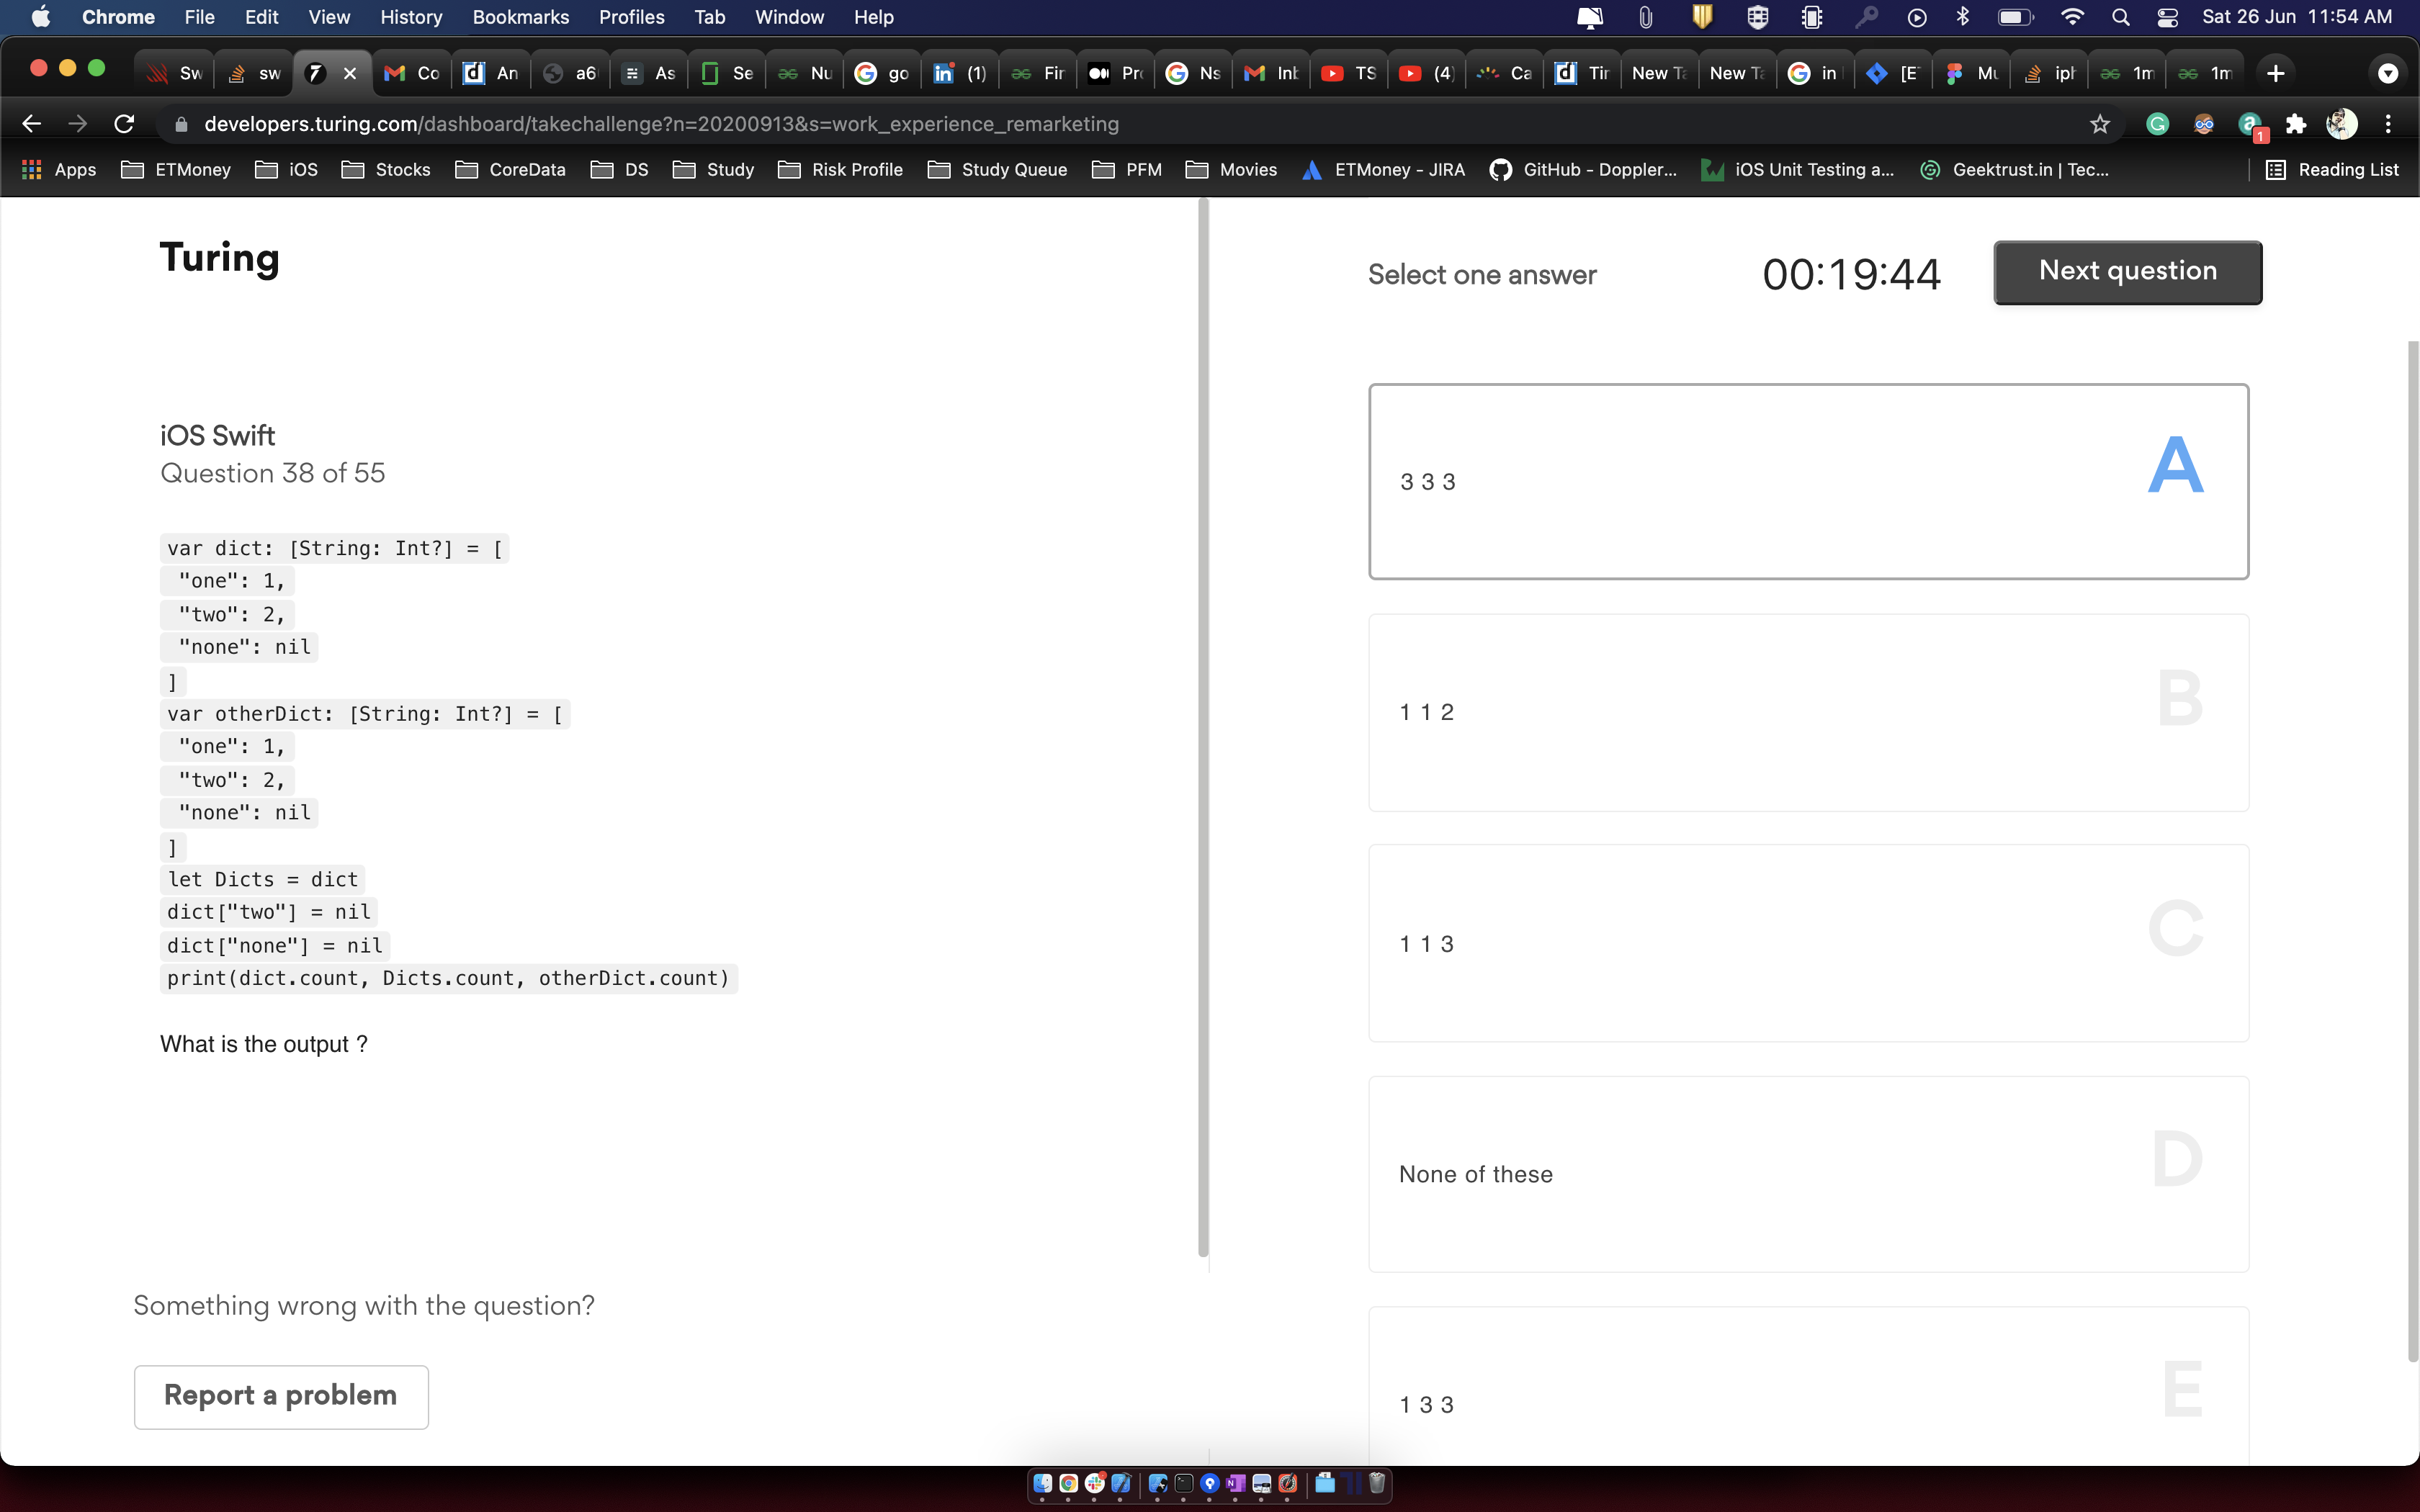 Chrome File Edit View History Bookmarks Profiles Tab Window Help Sat 26 Jun 11:54 AM
Sw sw Co An a6 As Se Nu go (1) Fir Pr Ns Inb TS (4) Ca Tir New Ta New Ta in [E Mu iph 1m 1m
developers.turing.com/dashboard/takechallenge?n=20200913&s=work_experience_remarketing 1
Apps ETMoney iOS Stocks CoreData DS Study Risk Profile Study Queue PFM Movies ETMoney - JIRA GitHub - Doppler... iOS Unit Testing a... Geektrust.in | Tec... Reading List
Turing
iOS Swift
Question 38 of 55
var dict: [String: Int?] = [
"one": 1,
"two": 2,
"none": nil
]
var otherDict: [String: Int?] = [
"one": 1,
"two": 2,
"none": nil
]
let Dicts = dict
dict["two"] = nil
dict["none"] = nil
print(dict.count, Dicts.count, otherDict.count)
What is the output ?
Something wrong with the question?
Report a problem
Select one answer 00:19:44 Next question
3 3 3 A
1 1 2 B
1 1 3 C
None of these D
1 3 3 E